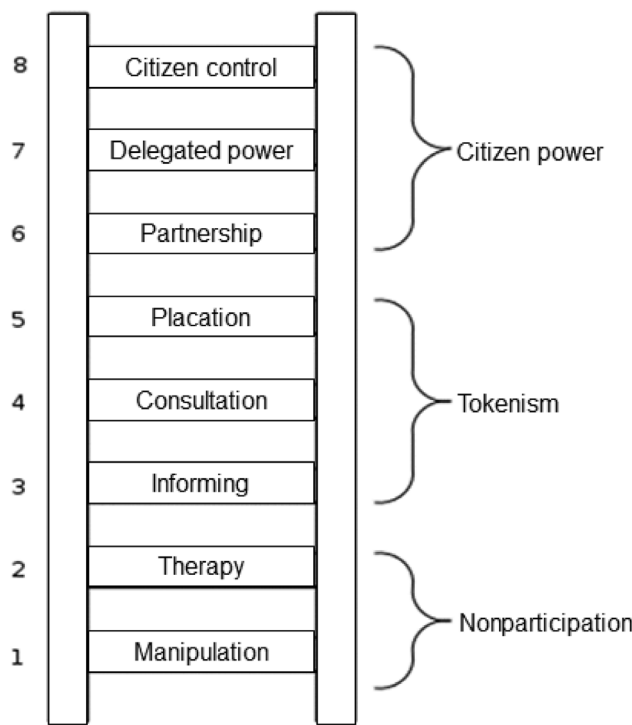 8 Citizen control
7 Delegated power
Citizen power
6 Partnership
5 Placation
4 Consultation
Tokenism
3 Informing
2 Therapy
Nonparticipation
1 Manipulation